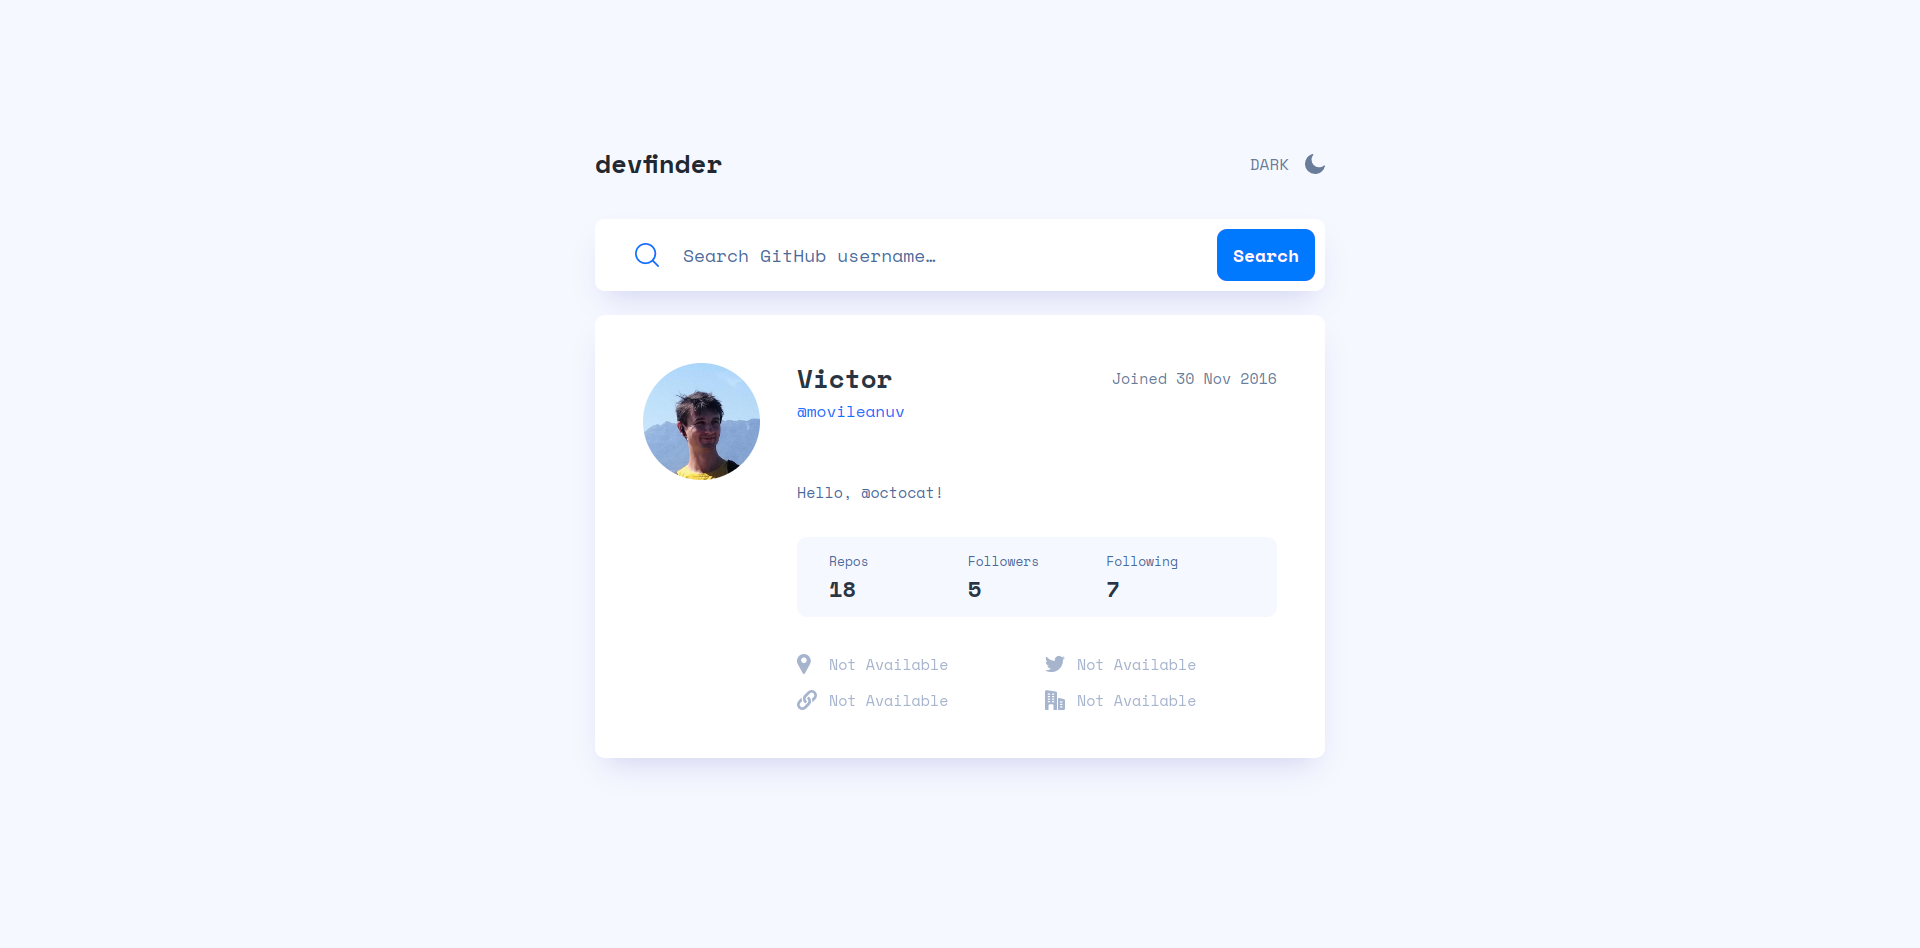 devfinder
DARK
Search GitHub username…
Search
Victor
Joined 30 Nov 2016
@movileanuv
Hello, @octocat!
Repos Followers Following
18 5 7
Not Available Not Available
Not Available Not Available